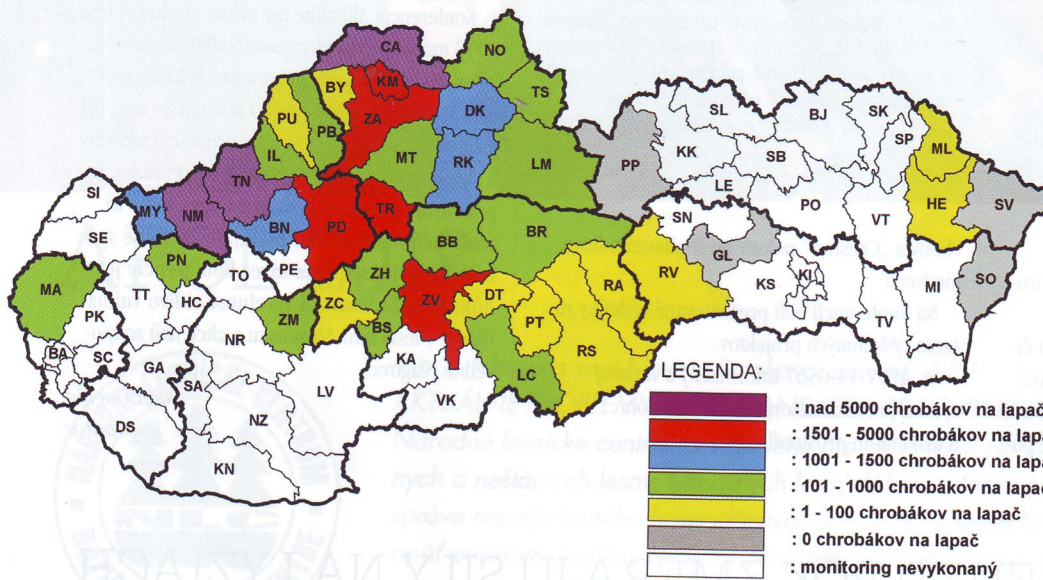 CA
NO
KM
BY
TS
SL
BJ
SK
PU
PB
ZA
DK
SP
ML
IL
MT
RK
LM
PP
KK
SB
SI
TN
LE
PO
HE
SV
MY
NM
BN
PD
TR
SN
VT
SE
BB
BR
GL
PN
TO
PE
ZH
RV
KS
KI
SO
MA
HC
ZC
ZV
DT
RA
MI
PK
ZM
BS
PT
TV
BA
SC
GA
NR
KA
RS
SA
LV
VK
LC
DS
NZ
KN
LEGENDA:
: nad 5000 chrobákov na lapač
: 1501 - 5000 chrobákov na lapač
: 1001 - 1500 chrobákov na lapač
: 101 - 1000 chrobákov na lapač
: 1 - 100 chrobákov na lapač
: 0 chrobákov na lapač
: monitoring nevykonaný